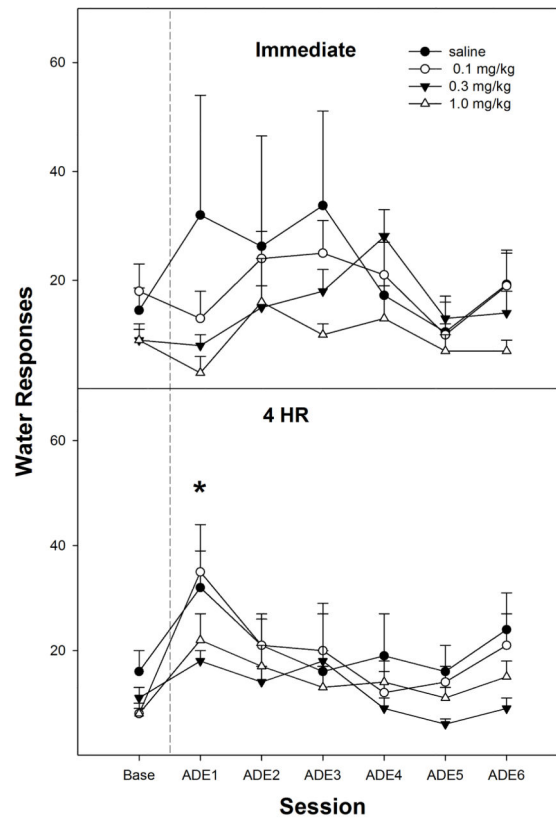 Immediate
saline
0.1 mg/kg
0.3 mg/kg
1.0 mg/kg
60
40
20
Water Responses
4 HR
*
60
40
20
Base ADE1 ADE2 ADE3 ADE4 ADE5 ADE6
Session